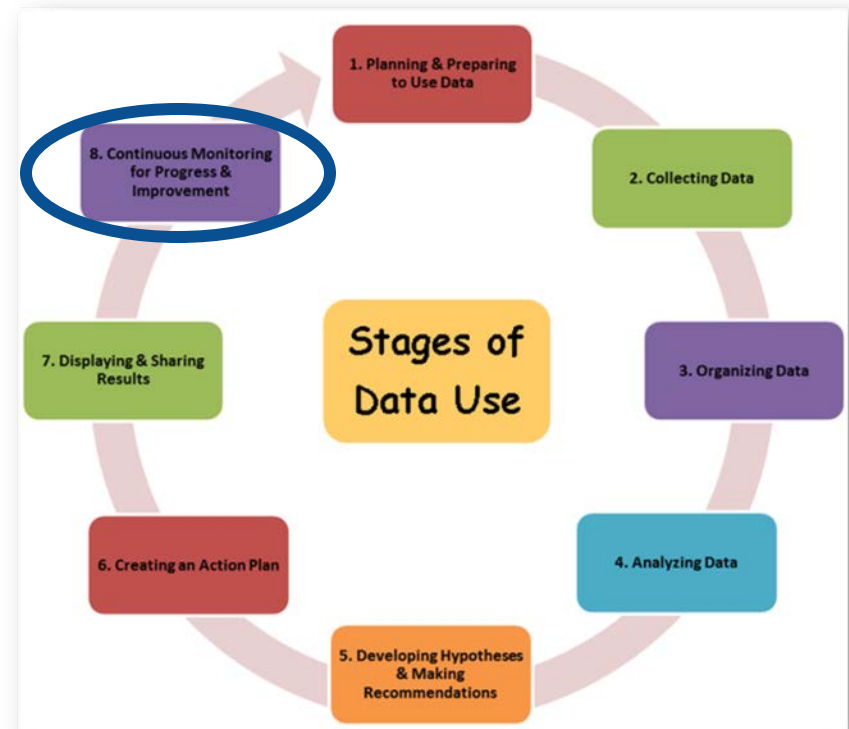 1. Planning & Preparing
to Use Data
2. Collecting Data
3. Organizing Data
4. Analyzing Data
5. Developing Hypotheses
& Making
Recommendations
6. Creating an Action Plan
7. Displaying & Sharing
Results
8. Continuous Monitoring
for Progress &
Improvement
Stages of
Data Use